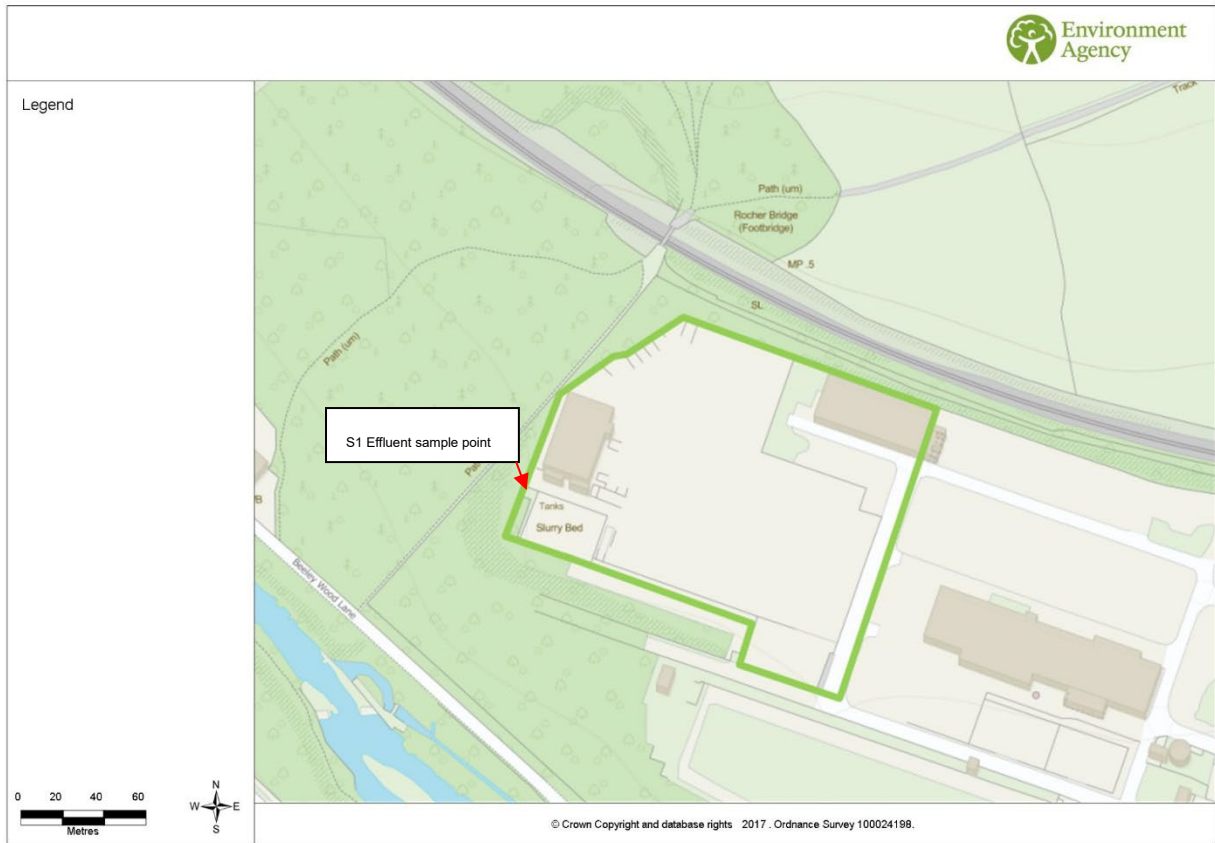 Environment
Agency
Legend
Track
Path (um)
Rocher Bridge
(Footbridge)
MP .5
SL
Path (um)
S1 Effluent sample point
Tanks
Slurry Bed
Beeley Wood Lane
0 20 40 60
Metres
N
W E
S
© Crown Copyright and database rights 2017 . Ordnance Survey 100024198.